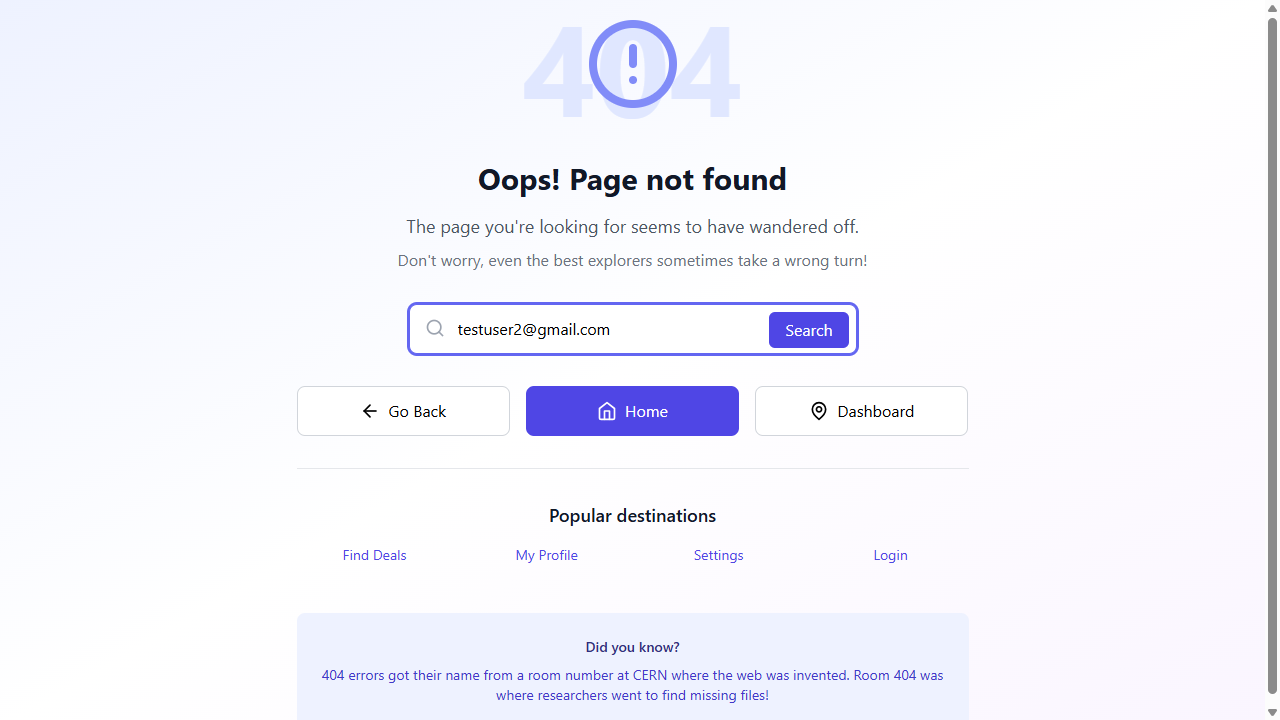 404
Oops! Page not found
The page you're looking for seems to have wandered off.
Don't worry, even the best explorers sometimes take a wrong turn!
testuser2@gmail.com Search
Go Back Home Dashboard
Popular destinations
Find Deals My Profile Settings Login
Did you know?
404 errors got their name from a room number at CERN where the web was invented. Room 404 was
where researchers went to find missing files!